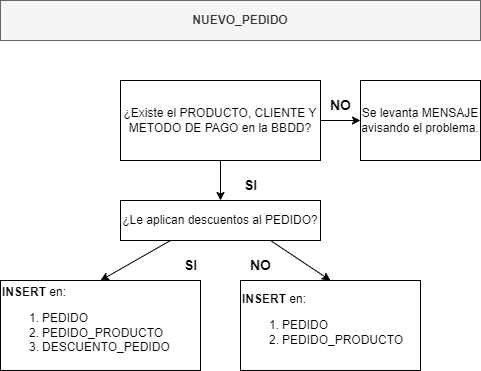 NUEVO_PEDIDO
¿Existe el PRODUCTO, CLIENTE Y
METODO DE PAGO en la BBDD?
NO
Se levanta MENSAJE
avisando el problema.
SI
¿Le aplican descuentos al PEDIDO?
SI
NO
INSERT en:
1. PEDIDO
2. PEDIDO_PRODUCTO
3. DESCUENTO_PEDIDO
INSERT en:
1. PEDIDO
2. PEDIDO_PRODUCTO